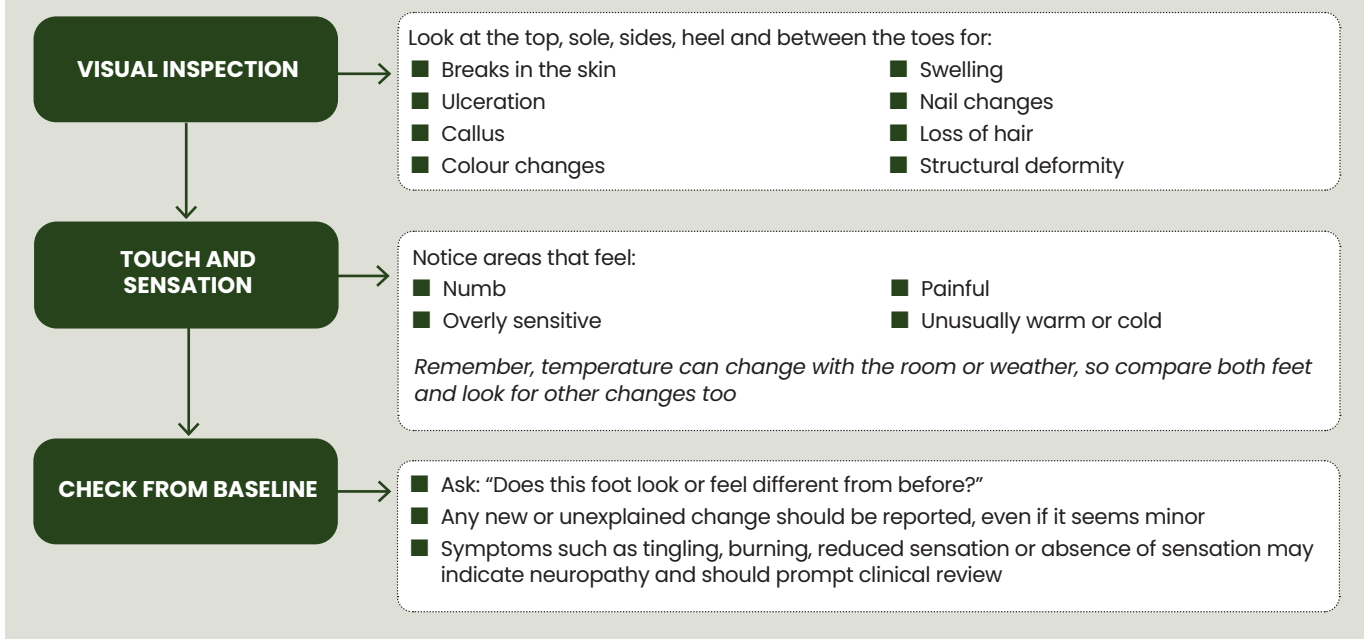 VISUAL INSPECTION
Look at the top, sole, sides, heel and between the toes for:
Breaks in the skin
Ulceration
Callus
Colour changes
Swelling
Nail changes
Loss of hair
Structural deformity
TOUCH AND
SENSATION
Notice areas that feel:
Numb
Overly sensitive
Painful
Unusually warm or cold
Remember, temperature can change with the room or weather, so compare both feet
and look for other changes too
CHECK FROM BASELINE
Ask: “Does this foot look or feel different from before?”
Any new or unexplained change should be reported, even if it seems minor
Symptoms such as tingling, burning, reduced sensation or absence of sensation may
indicate neuropathy and should prompt clinical review